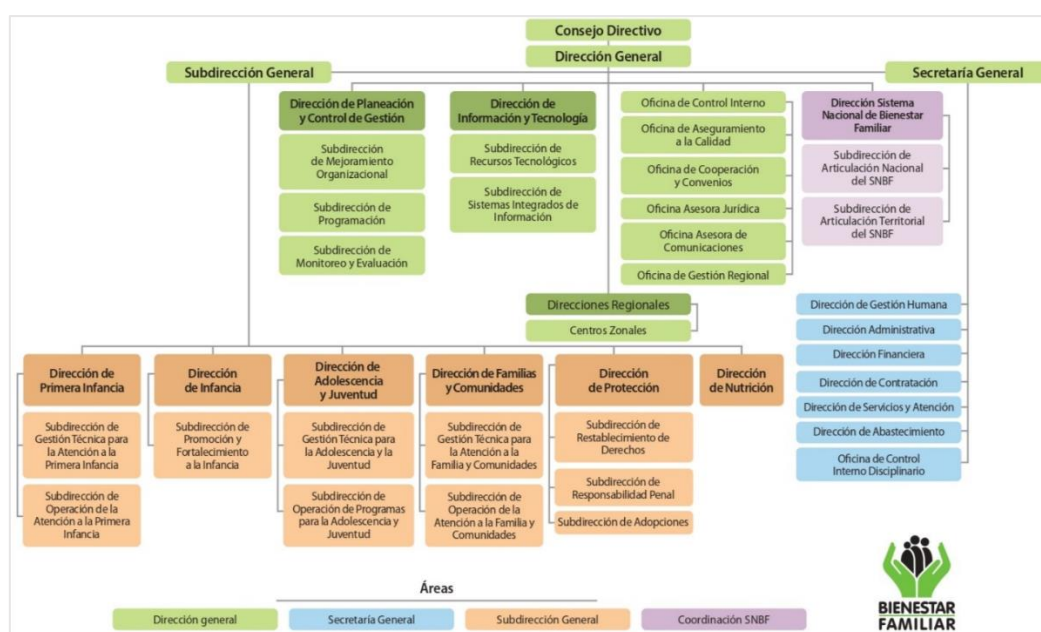 Consejo Directivo
Dirección General
Subdirección General
Secretaría General
Dirección de Planeación
y Control de Gestión
Subdirección
de Mejoramiento
Organizacional
Subdirección de
Programación
Subdirección de
Monitoreo y Evaluación
Dirección de
Información y Tecnología
Subdirección de
Recursos Tecnológicos
Subdirección de
Sistemas Integrados de
Información
Oficina de Control Interno
Oficina de Aseguramiento
a la Calidad
Oficina de Cooperación
y Convenios
Oficina Asesora Jurídica
Oficina Asesora de
Comunicaciones
Oficina de Gestión Regional
Dirección Sistema
Nacional de Bienestar
Familiar
Subdirección de
Articulación Nacional
del SNBF
Subdirección de
Articulación Territorial
del SNBF
Direcciones Regionales
Centros Zonales
Dirección de Gestión Humana
Dirección Administrativa
Dirección Financiera
Dirección de Contratación
Dirección de Servicios y Atención
Dirección de Abastecimiento
Oficina de Control
Interno Disciplinario
Dirección de
Primera Infancia
Subdirección de
Gestión Técnica para
la Atención a la
Primera Infancia
Subdirección de
Operación de la
Atención a la Primera
Infancia
Dirección
de Infancia
Subdirección de
Promoción y
Fortalecimiento
a la Infancia
Dirección de
Adolescencia
y Juventud
Subdirección de
Gestión Técnica para
la Adolescencia y la
Juventud
Subdirección de
Operación de Programas
para la Adolescencia y
Juventud
Dirección de Familias
y Comunidades
Subdirección de
Gestión Técnica para
la Atención a la
Familia y Comunidades
Subdirección de
Operación de la
Atención a la Familia y
Comunidades
Dirección
de Protección
Subdirección de
Restablecimiento de
Derechos
Subdirección de
Responsabilidad Penal
Subdirección de Adopciones
Dirección
de Nutrición
Áreas
Dirección general
Secretaría General
Subdirección General
Coordinación SNBF
BIENESTAR
FAMILIAR